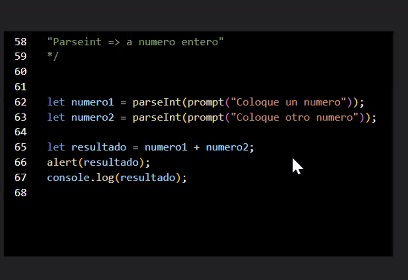 58 "Parseint => a numero entero"
59 */
60
61
62 let numero1 = parseInt(prompt("Coloque un numero"));
63 let numero2 = parseInt(prompt("Coloque otro numero"));
64
65 let resultado = numero1 + numero2;
66 alert(resultado);
67 console.log(resultado);
68